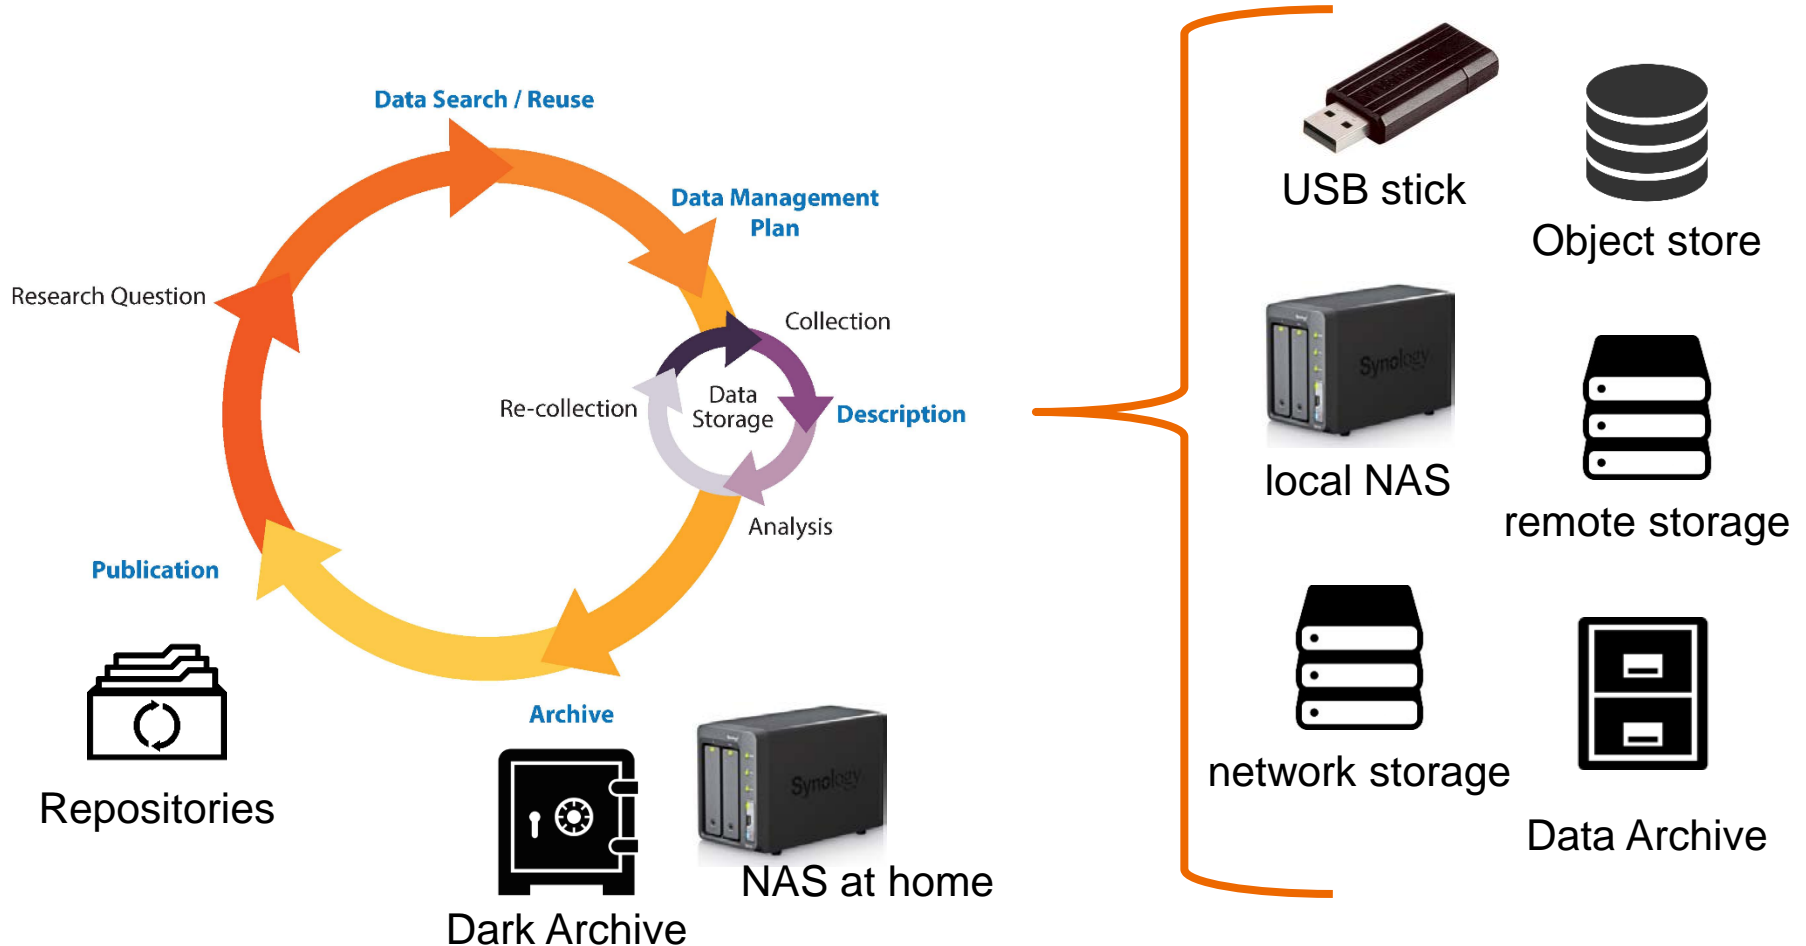 Data Search / Reuse
Data Management
Plan
Research Question
Collection
Re-collection
Data
Storage
Description
Analysis
Publication
Archive
Repositories
Dark Archive
Synology
NAS at home
USB stick
Object store
Synology
local NAS
remote storage
network storage
Data Archive